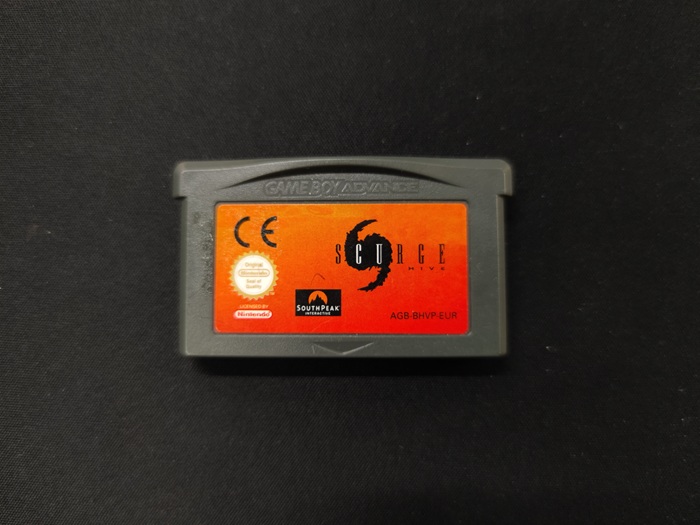 GAME BOY ADVANCE
CE
SCURGE
HIVE
Original
Nintendo
Seal of
Quality
LICENSED BY
Nintendo
SOUTHPEAK
INTERACTIVE
AGB-BHVP-EUR